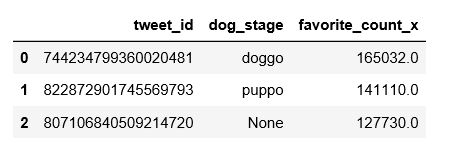 tweet_id dog_stage favorite_count_x
0 744234799360020481 doggo 165032.0
1 822872901745569793 puppo 141110.0
2 807106840509214720 None 127730.0